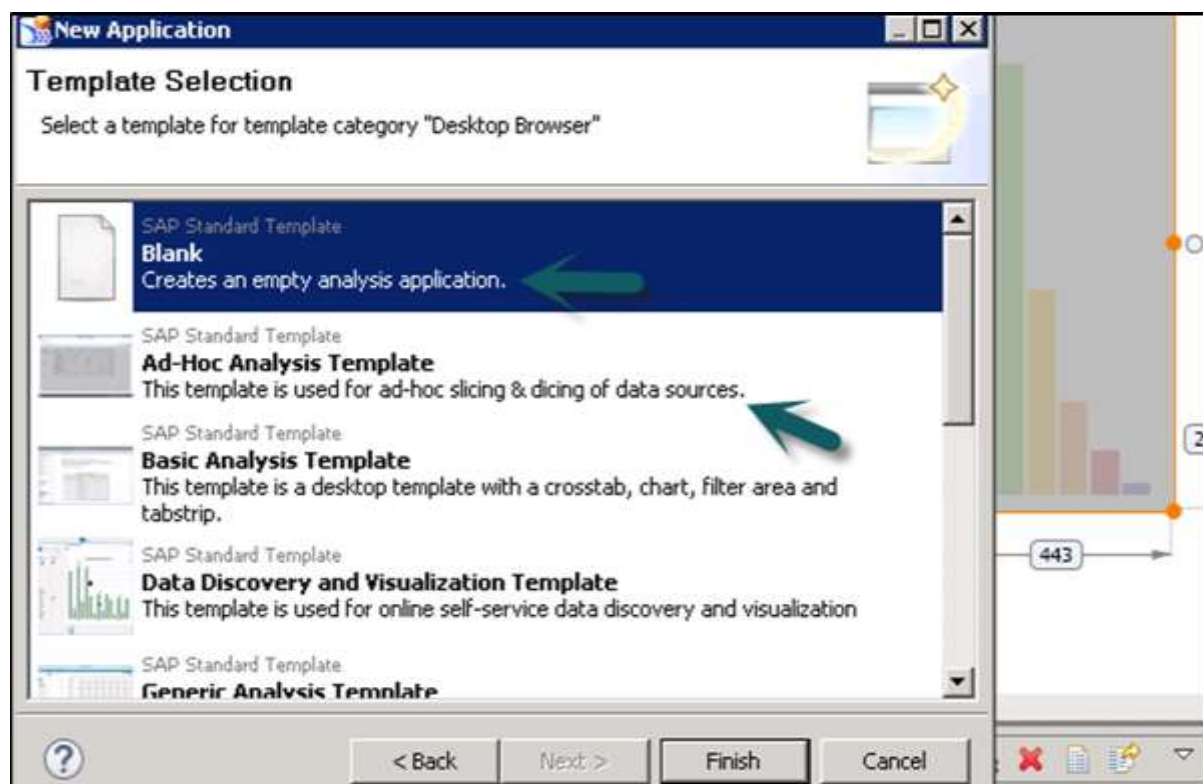 New Application
Template Selection
Select a template for template category "Desktop Browser"
SAP Standard Template
Blank
Creates an empty analysis application.
SAP Standard Template
Ad-Hoc Analysis Template
This template is used for ad-hoc slicing & dicing of data sources.
SAP Standard Template
Basic Analysis Template
This template is a desktop template with a crosstab, chart, filter area and
tabstrip.
SAP Standard Template
Data Discovery and Visualization Template
This template is used for online self-service data discovery and visualization
SAP Standard Template
Generic Analysis Template
< Back
Next >
Finish
Cancel
443